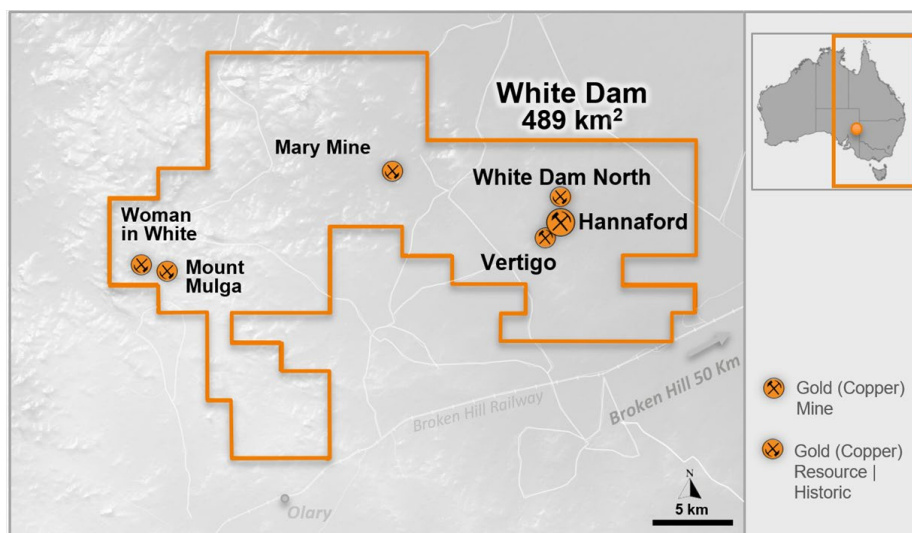 White Dam
489 km²
Mary Mine
White Dam North
Hannaford
Vertigo
Woman
in White
Mount
Mulga
Broken Hill 50 Km
Broken Hill Railway
Olary
N
5 km
Gold (Copper)
Mine
Gold (Copper)
Resource |
Historic